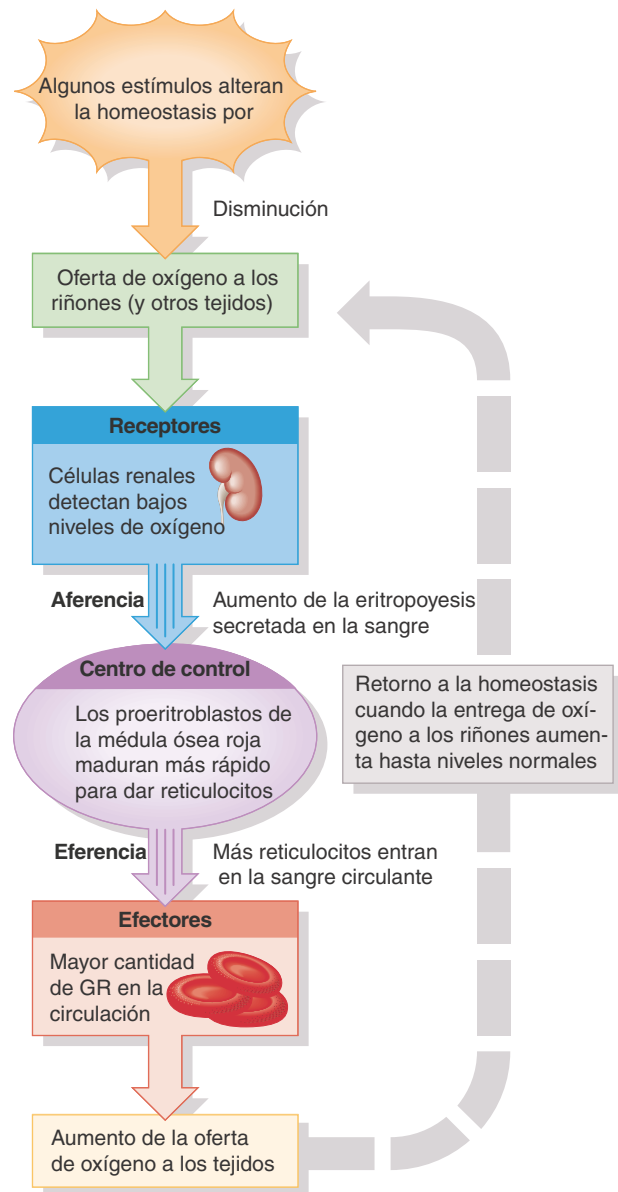 Algunos estímulos alteran
la homeostasis por
Disminución
Oferta de oxígeno a los
riñones (y otros tejidos)
Receptores
Células renales
detectan bajos
niveles de oxígeno
Aferencia
Aumento de la eritropoyesis
secretada en la sangre
Centro de control
Los proeritroblastos de
la médula ósea roja
maduran más rápido
para dar reticulocitos
Eferencia
Más reticulocitos entran
en la sangre circulante
Efectores
Mayor cantidad
de GR en la
circulación
Aumento de la oferta
de oxígeno a los tejidos
Retorno a la homeostasis
cuando la entrega de oxí-
geno a los riñones aumen-
ta hasta niveles normales